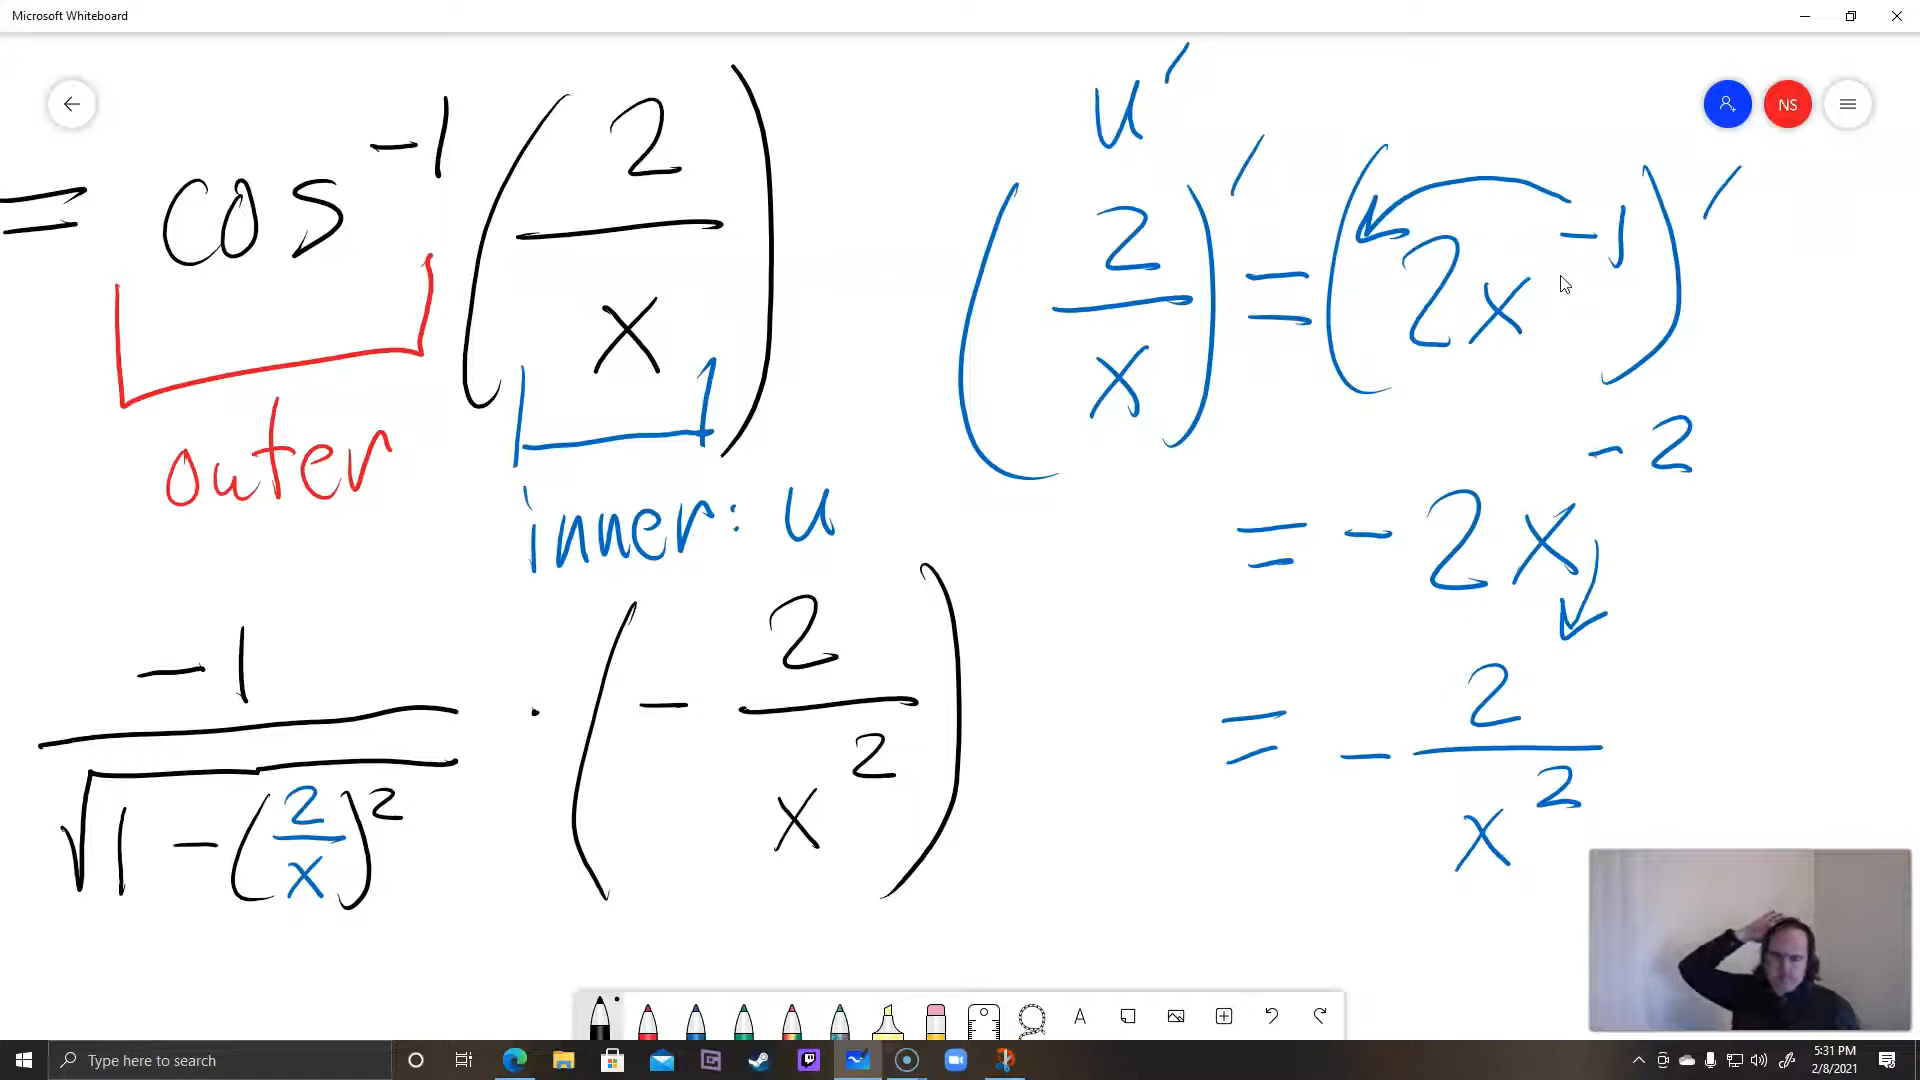 Microsoft Whiteboard
NS
= cos⁻¹ (2/x)
outer
inner: u
-1/√(1 - (2/x)²) · (- 2/x²)
u′
(2/x)′ = (2x⁻¹)′
= -2x⁻²
= - 2/x²
A
Type here to search
5:31 PM
2/8/2021